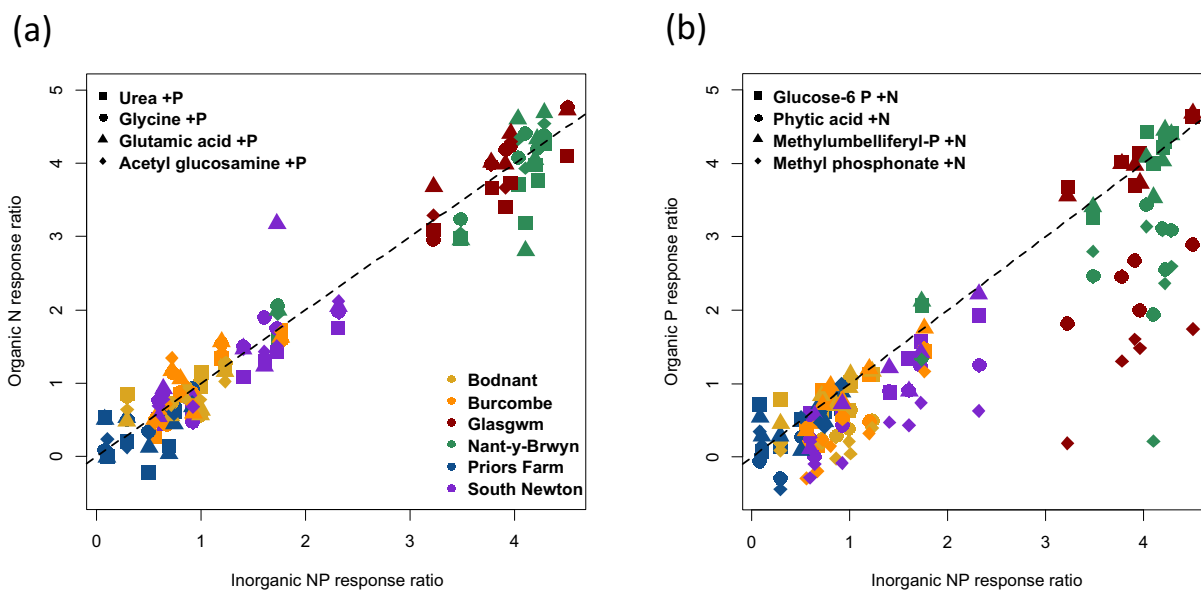 (a)
5
4
3
2
1
0
Organic N response ratio
Urea +P
Glycine +P
Glutamic acid +P
Acetyl glucosamine +P
Bodnant
Burcombe
Glasgwm
Nant-y-Brwyn
Priors Farm
South Newton
0 1 2 3 4
Inorganic NP response ratio
(b)
5
4
3
2
1
0
Organic P response ratio
Glucose-6 P +N
Phytic acid +N
Methylumbelliferyl-P +N
Methyl phosphonate +N
0 1 2 3 4
Inorganic NP response ratio